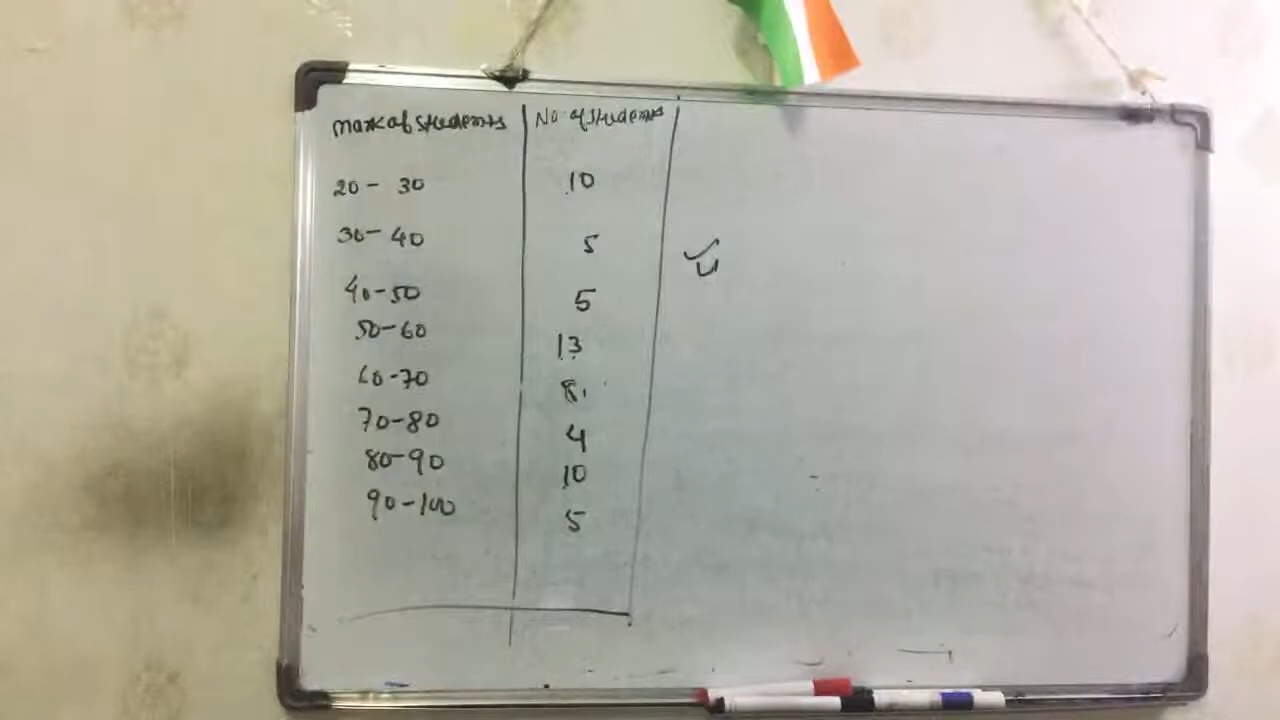 Mark of students No of students
20 - 30 10
30 - 40 5
40 - 50 5
50 - 60 13
60 - 70 8
70 - 80 4
80 - 90 10
90 - 100 5